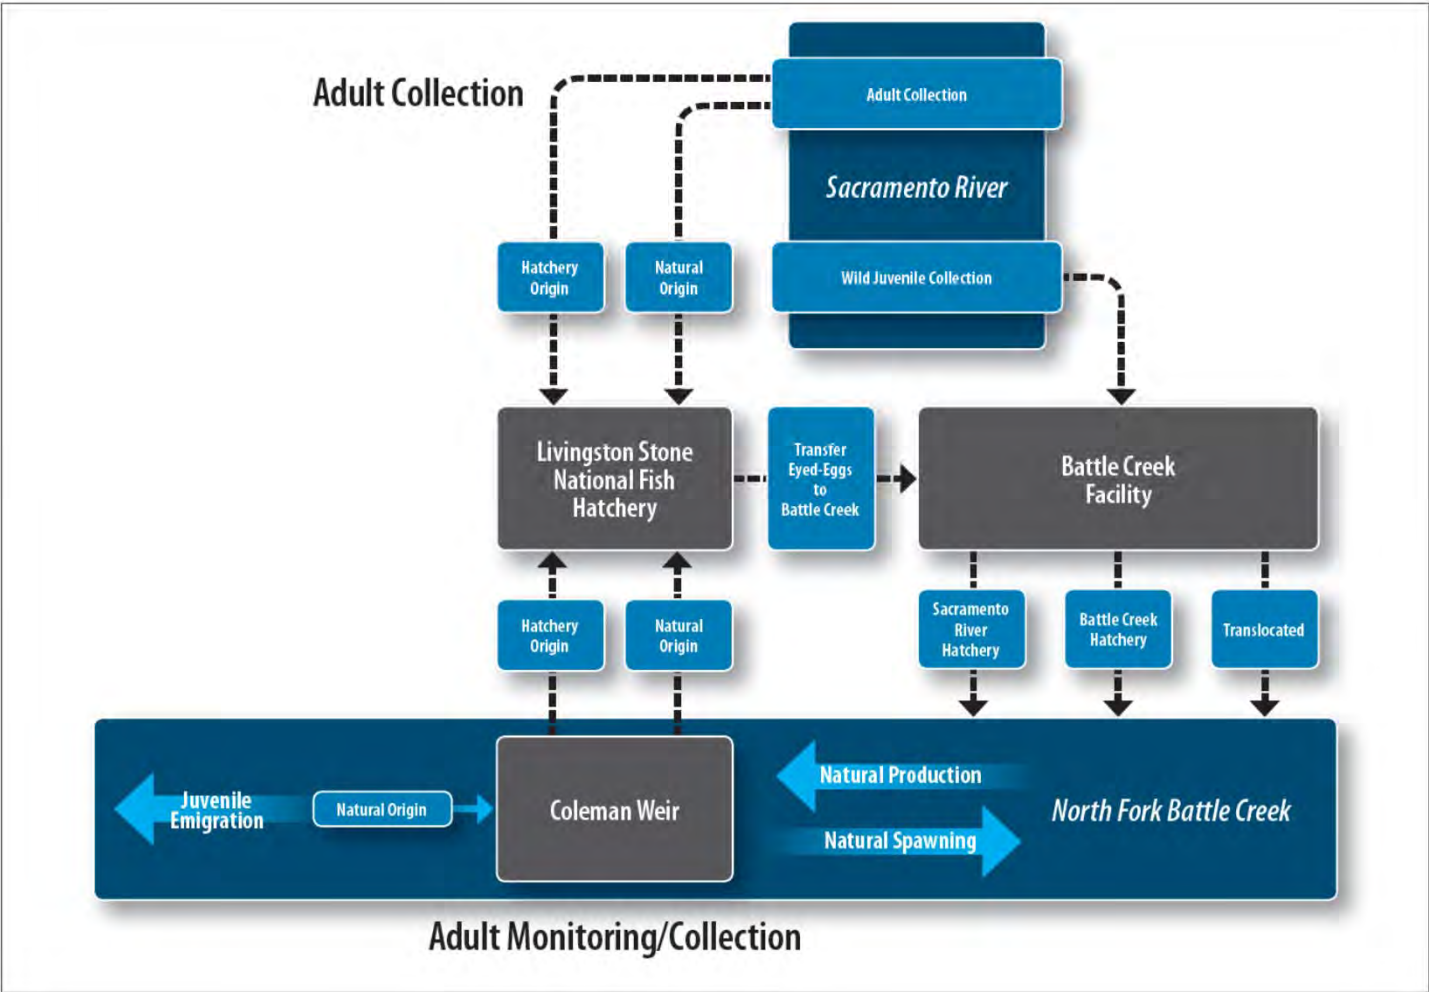 Adult Collection
Adult Collection
Sacramento River
Hatchery
Origin
Natural
Origin
Wild Juvenile Collection
Livingston Stone
National Fish
Hatchery
Transfer
Eyed-Eggs
to
Battle Creek
Battle Creek
Facility
Hatchery
Origin
Natural
Origin
Sacramento
River
Hatchery
Battle Creek
Hatchery
Translocated
Juvenile
Emigration
Natural Origin
Coleman Weir
Natural Production
Natural Spawning
North Fork Battle Creek
Adult Monitoring/Collection